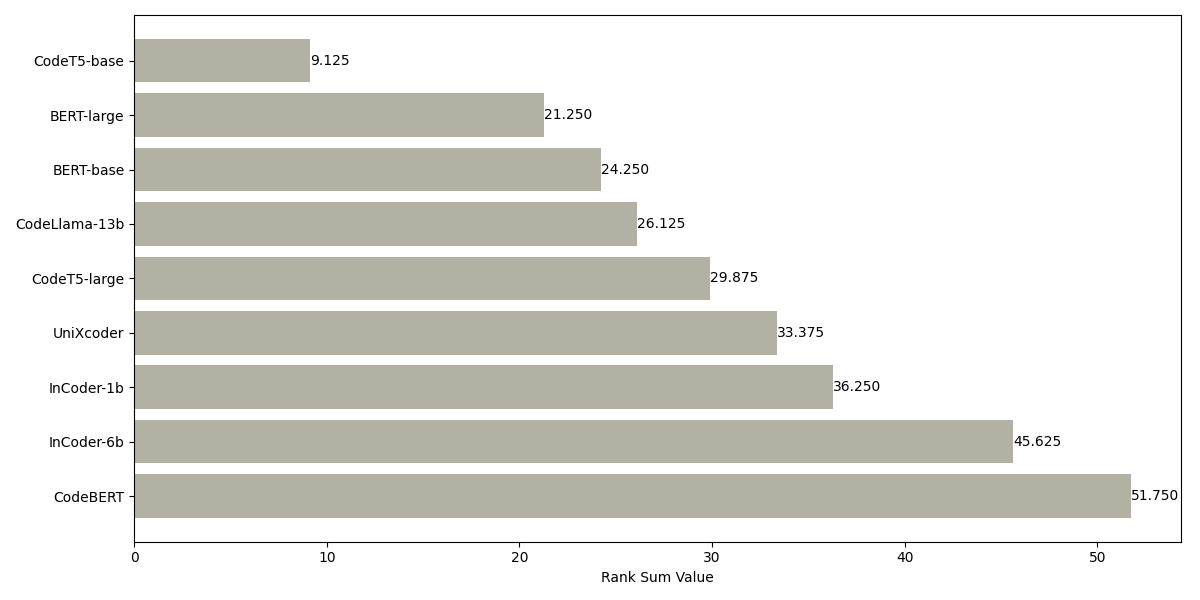 CodeT5-base 9.125
BERT-large 21.250
BERT-base 24.250
CodeLlama-13b 26.125
CodeT5-large 29.875
UniXcoder 33.375
InCoder-1b 36.250
InCoder-6b 45.625
CodeBERT 51.750
0 10 20 30 40 50
Rank Sum Value